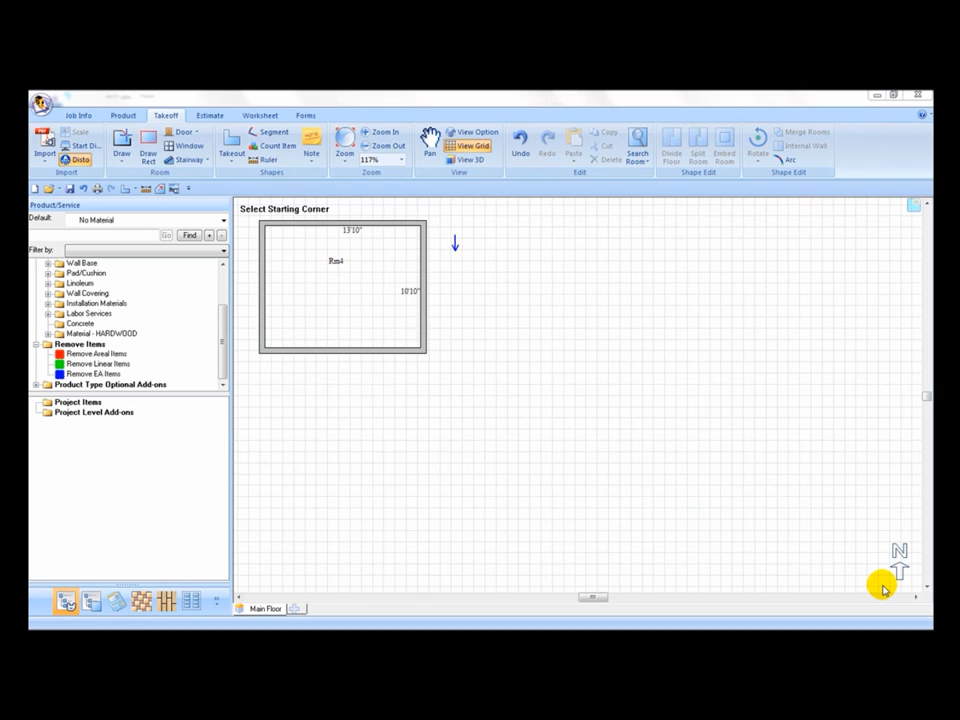 Job Info Product Takeoff Estimate Worksheet Forms
PDF Scale Door Segment Zoom In View Option Copy Merge Rooms
Start Di... Window Count Item Zoom Out View Grid Cut Internal Wall
Import Disto Draw Draw Rect Stairway Takeout Ruler Note Zoom 117% Pan View 3D Undo Redo Paste Delete Search Room Divide Floor Split Room Embed Room Rotate Arc
Import Room Shapes Zoom View Edit Shape Edit Shape Edit
Product/Service
Default: No Material
Go Find + -
Filter by:
Wall Base
Pad/Cushion
Linoleum
Wall Covering
Installation Materials
Labor Services
Concrete
Material - HARDWOOD
Remove Items
Remove Areal Items
Remove Linear Items
Remove EA Items
Product Type Optional Add-ons
Project Items
Project Level Add-ons
Select Starting Corner
13'10"
Rm4
10'10"
N
Main Floor